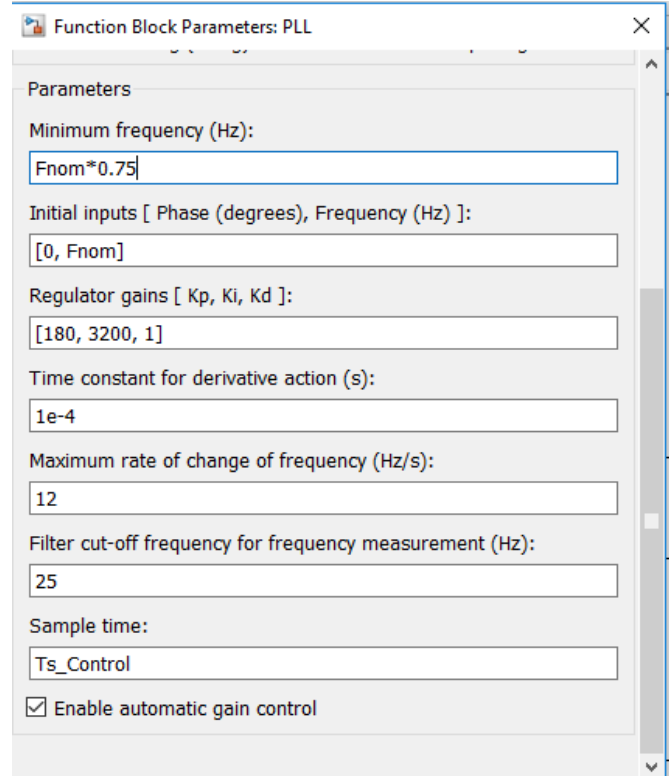 Function Block Parameters: PLL
Parameters
Minimum frequency (Hz):
Fnom*0.75
Initial inputs [ Phase (degrees), Frequency (Hz) ]:
[0, Fnom]
Regulator gains [ Kp, Ki, Kd ]:
[180, 3200, 1]
Time constant for derivative action (s):
1e-4
Maximum rate of change of frequency (Hz/s):
12
Filter cut-off frequency for frequency measurement (Hz):
25
Sample time:
Ts_Control
Enable automatic gain control